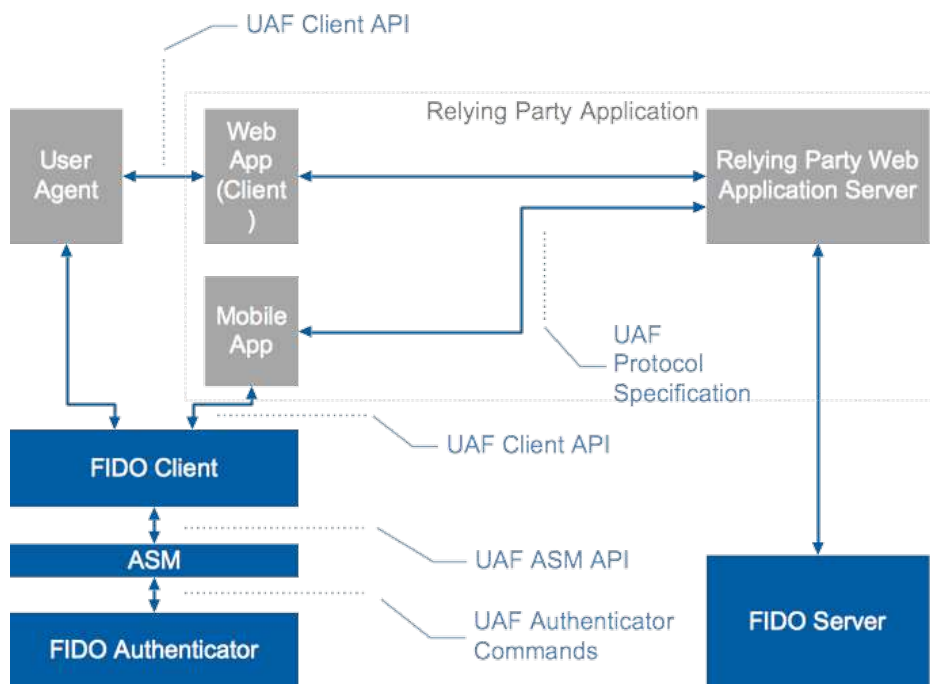 UAF Client API
Relying Party Application
User
Agent
Web
App
(Client
)
Relying Party Web
Application Server
Mobile
App
UAF
Protocol
Specification
UAF Client API
FIDO Client
ASM
UAF ASM API
FIDO Authenticator
UAF Authenticator
Commands
FIDO Server